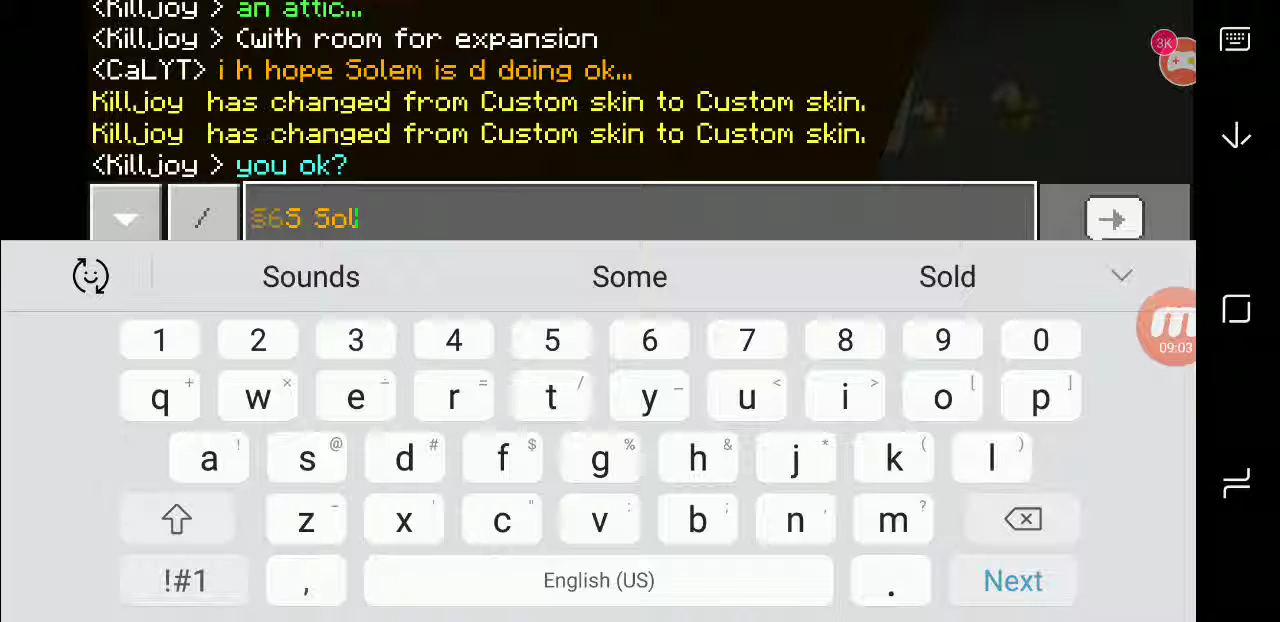 <Killjoy > an attic...
<Killjoy > (with room for expansion
<CaLYT> i h hope Solem is d doing ok...
Killjoy  has changed from Custom skin to Custom skin.
Killjoy  has changed from Custom skin to Custom skin.
<Killjoy > you ok?
/ §6S Sol
Sounds Some Sold
1 2 3 4 5 6 7 8 9 0
q + w × e ÷ r = t / y _ u < i > o [ p ]
a ! s @ d # f $ g % h & j * k ( l )
z - x ' c " v : b ; n , m ?
!#1 , English (US) . Next
3K
09:03